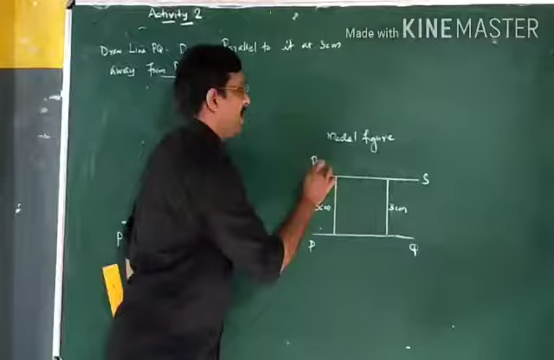 Made with KINEMASTER
Activity 2
Draw Line PQ. D Parallel to it at 3cm
away from
Model figure
R S
3cm 3cm
P P Q